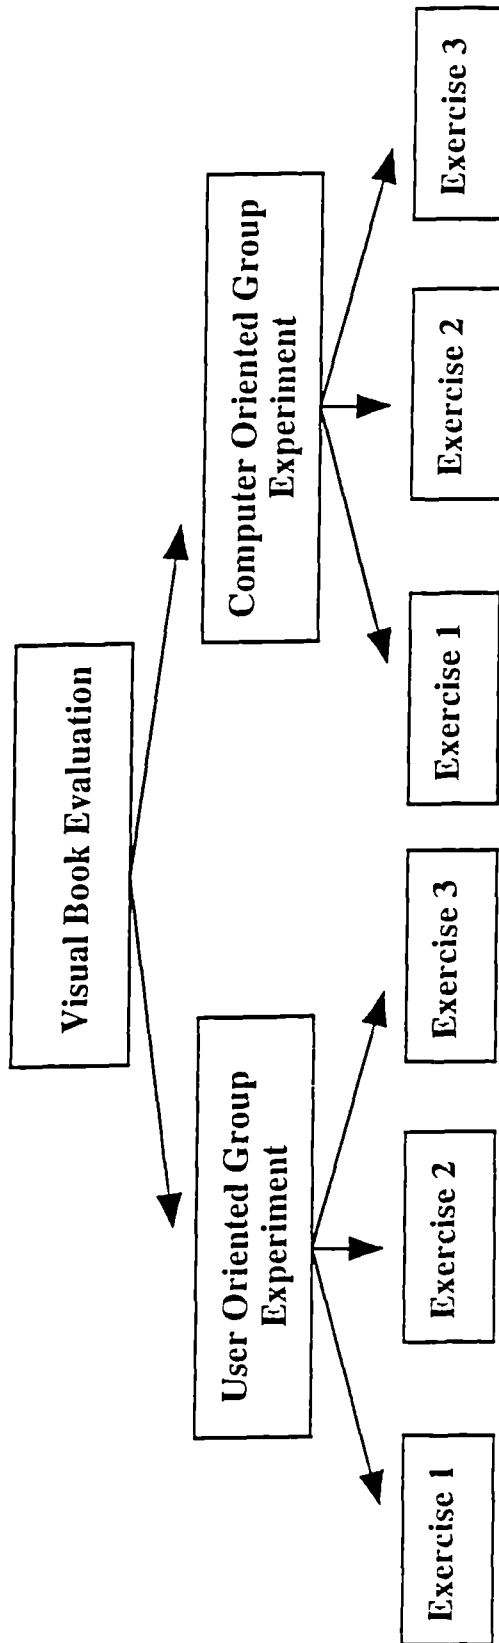 Visual Book Evaluation
User Oriented Group
Experiment
Computer Oriented Group
Experiment
Exercise 1
Exercise 2
Exercise 3
Exercise 1
Exercise 2
Exercise 3